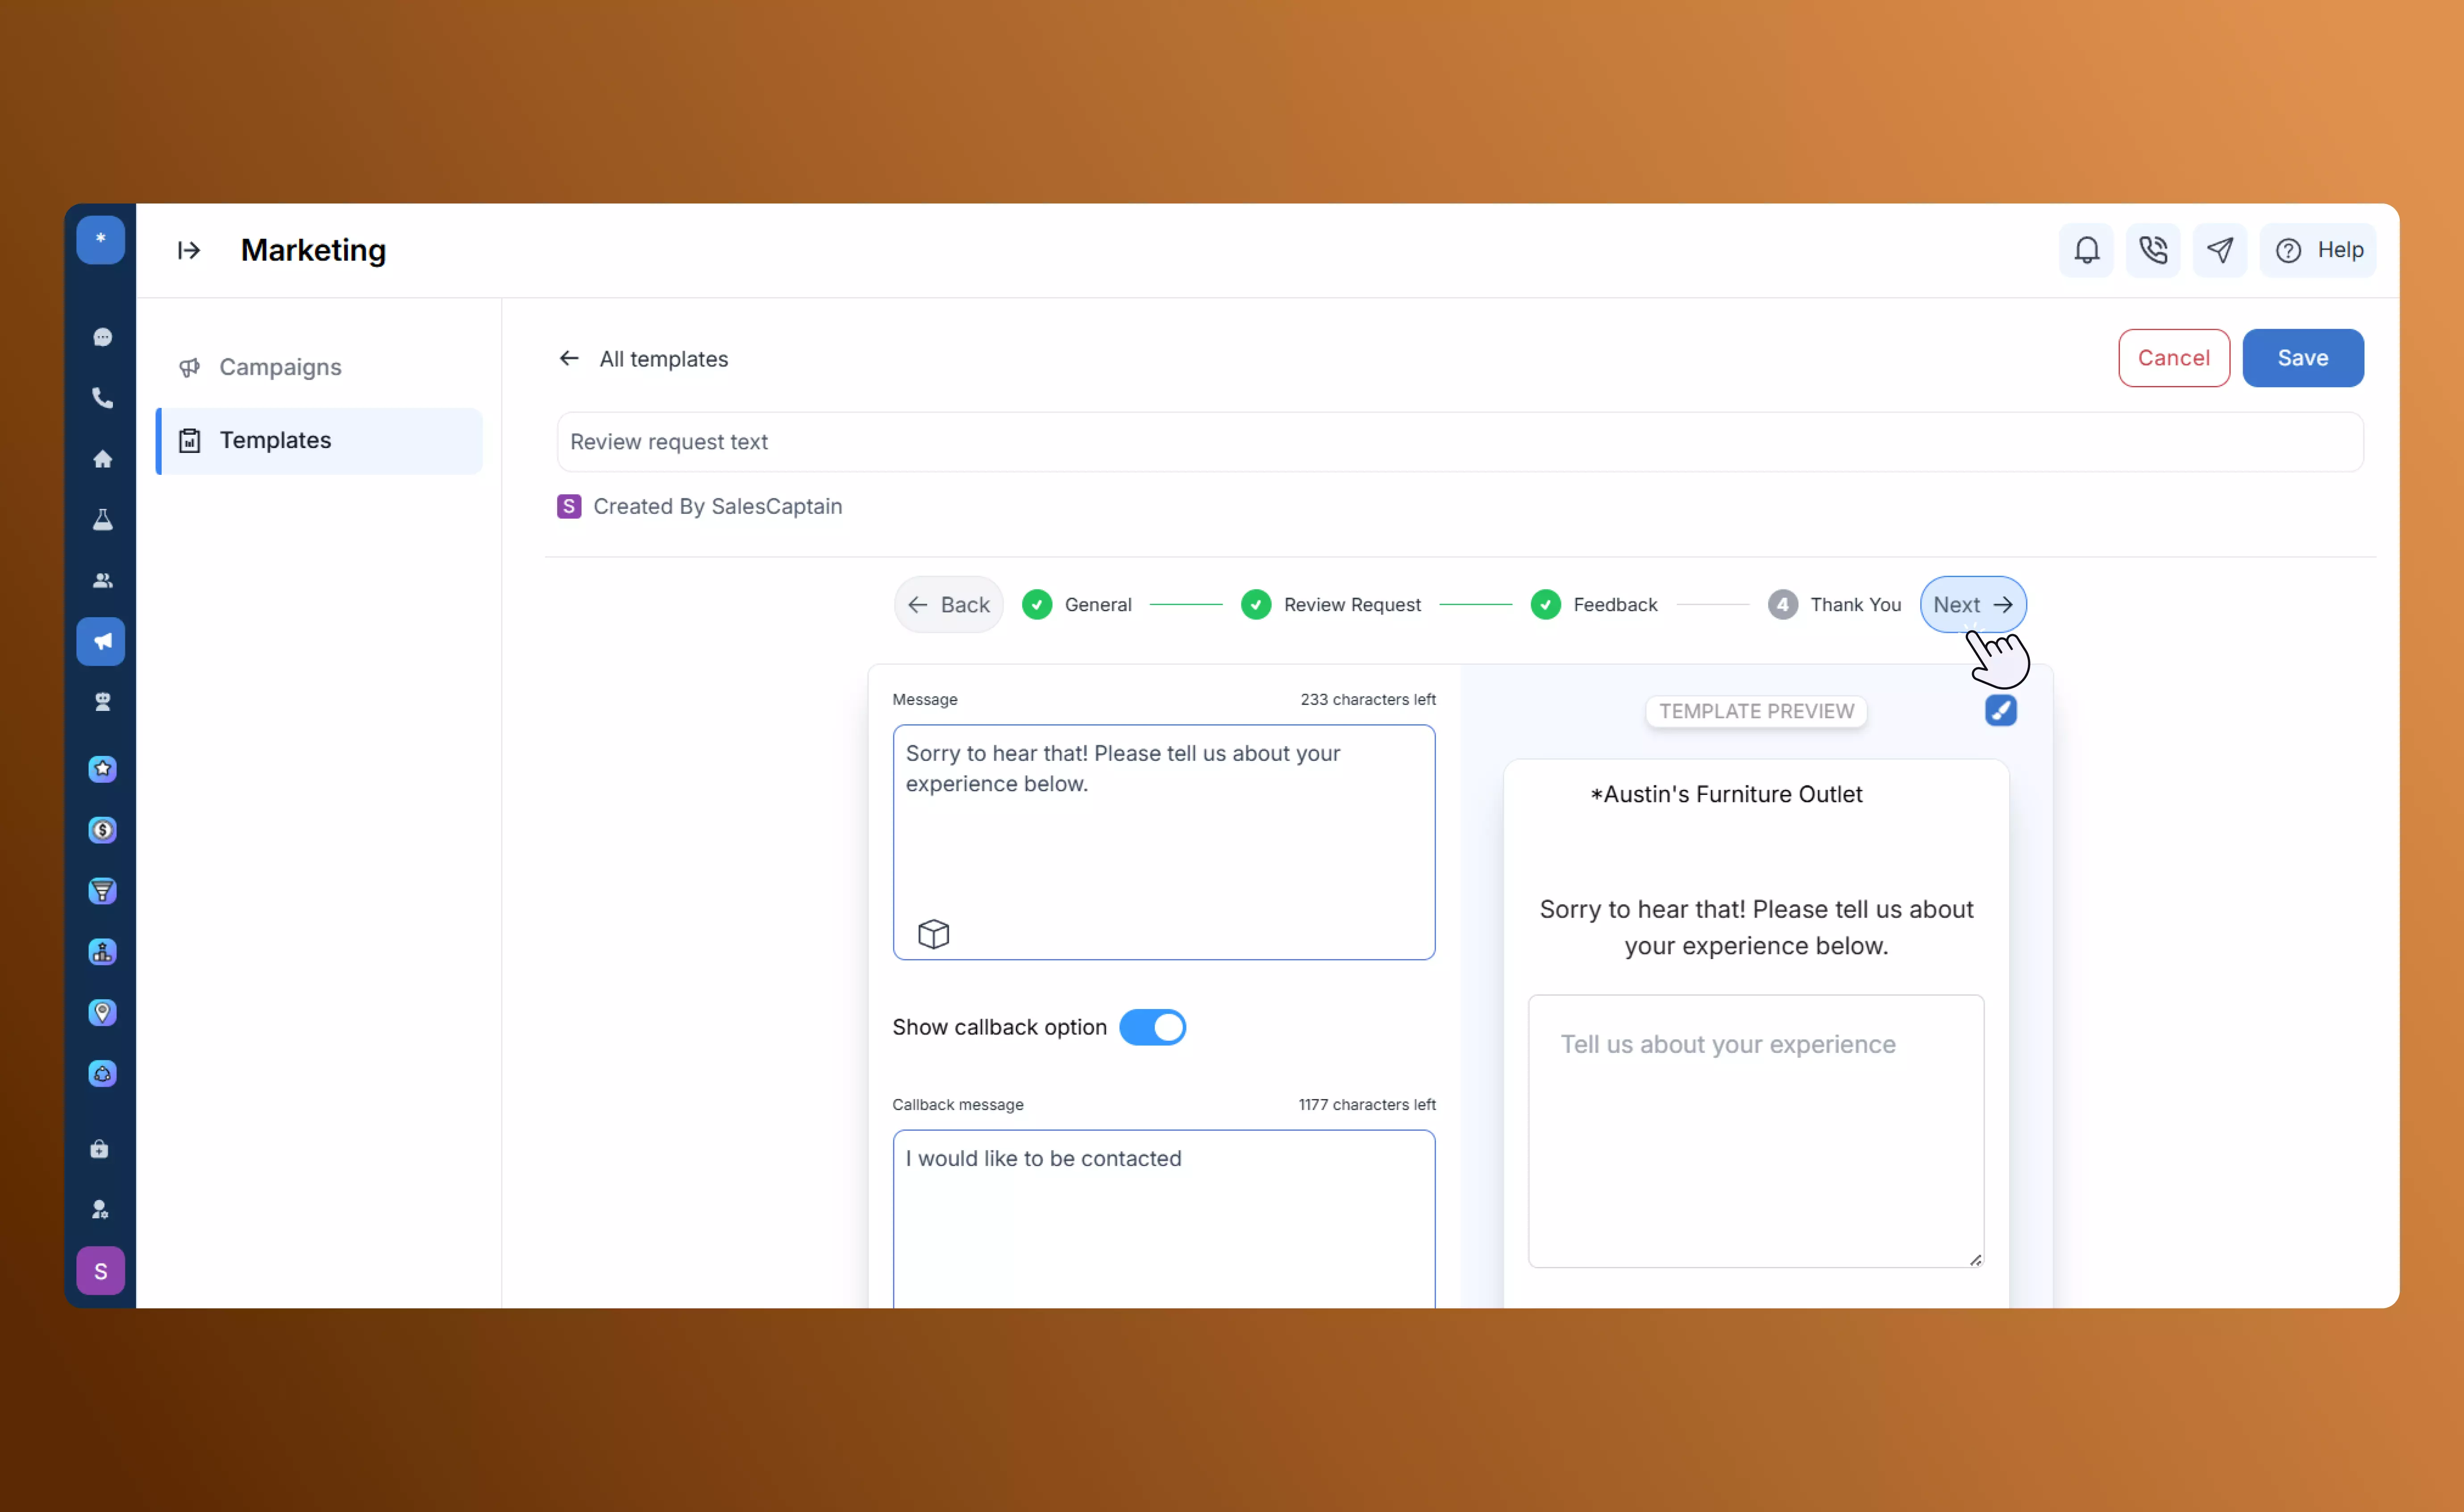 *
Marketing
Help
Campaigns
Templates
All templates
Cancel
Save
Review request text
S Created By SalesCaptain
Back
General
Review Request
Feedback
4 Thank You
Next
Message
233 characters left
Sorry to hear that! Please tell us about your
experience below.
Show callback option
Callback message
1177 characters left
I would like to be contacted
TEMPLATE PREVIEW
*Austin's Furniture Outlet
Sorry to hear that! Please tell us about
your experience below.
Tell us about your experience
S